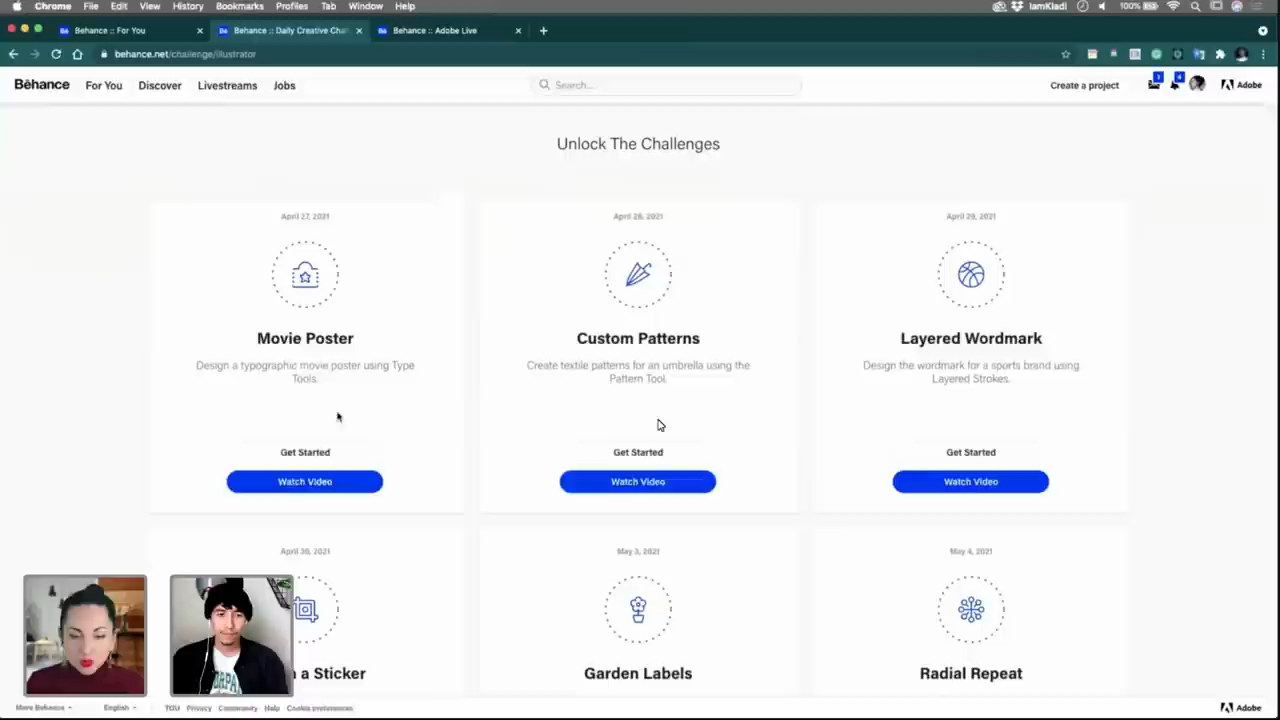 Chrome File Edit View History Bookmarks Profiles Tab Window Help IamKladi 100%
Behance :: For You Behance :: Daily Creative Chal Behance :: Adobe Live
behance.net/challenge/illustrator
Bēhance For You Discover Livestreams Jobs Search... Create a project 1 4 Adobe
Unlock The Challenges
April 27, 2021
Movie Poster
Design a typographic movie poster using Type
Tools.
Get Started
Watch Video
April 28, 2021
Custom Patterns
Create textile patterns for an umbrella using the
Pattern Tool.
Get Started
Watch Video
April 29, 2021
Layered Wordmark
Design the wordmark for a sports brand using
Layered Strokes.
Get Started
Watch Video
April 30, 2021
a Sticker
May 3, 2021
Garden Labels
May 4, 2021
Radial Repeat
More Behance English TOU Privacy Community Help Cookie preferences Adobe